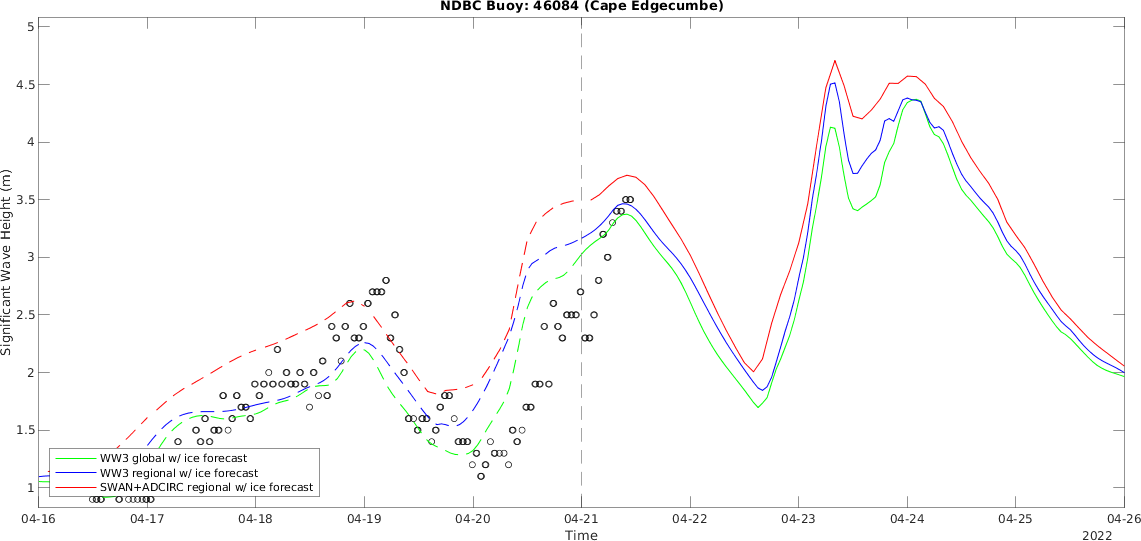 NDBC Buoy: 46084 (Cape Edgecumbe)
5
4.5
4
3.5
3
2.5
2
1.5
1
Significant Wave Height (m)
WW3 global w/ ice forecast
WW3 regional w/ ice forecast
SWAN+ADCIRC regional w/ ice forecast
04-16 04-17 04-18 04-19 04-20 04-21 04-22 04-23 04-24 04-25 04-26
Time
2022